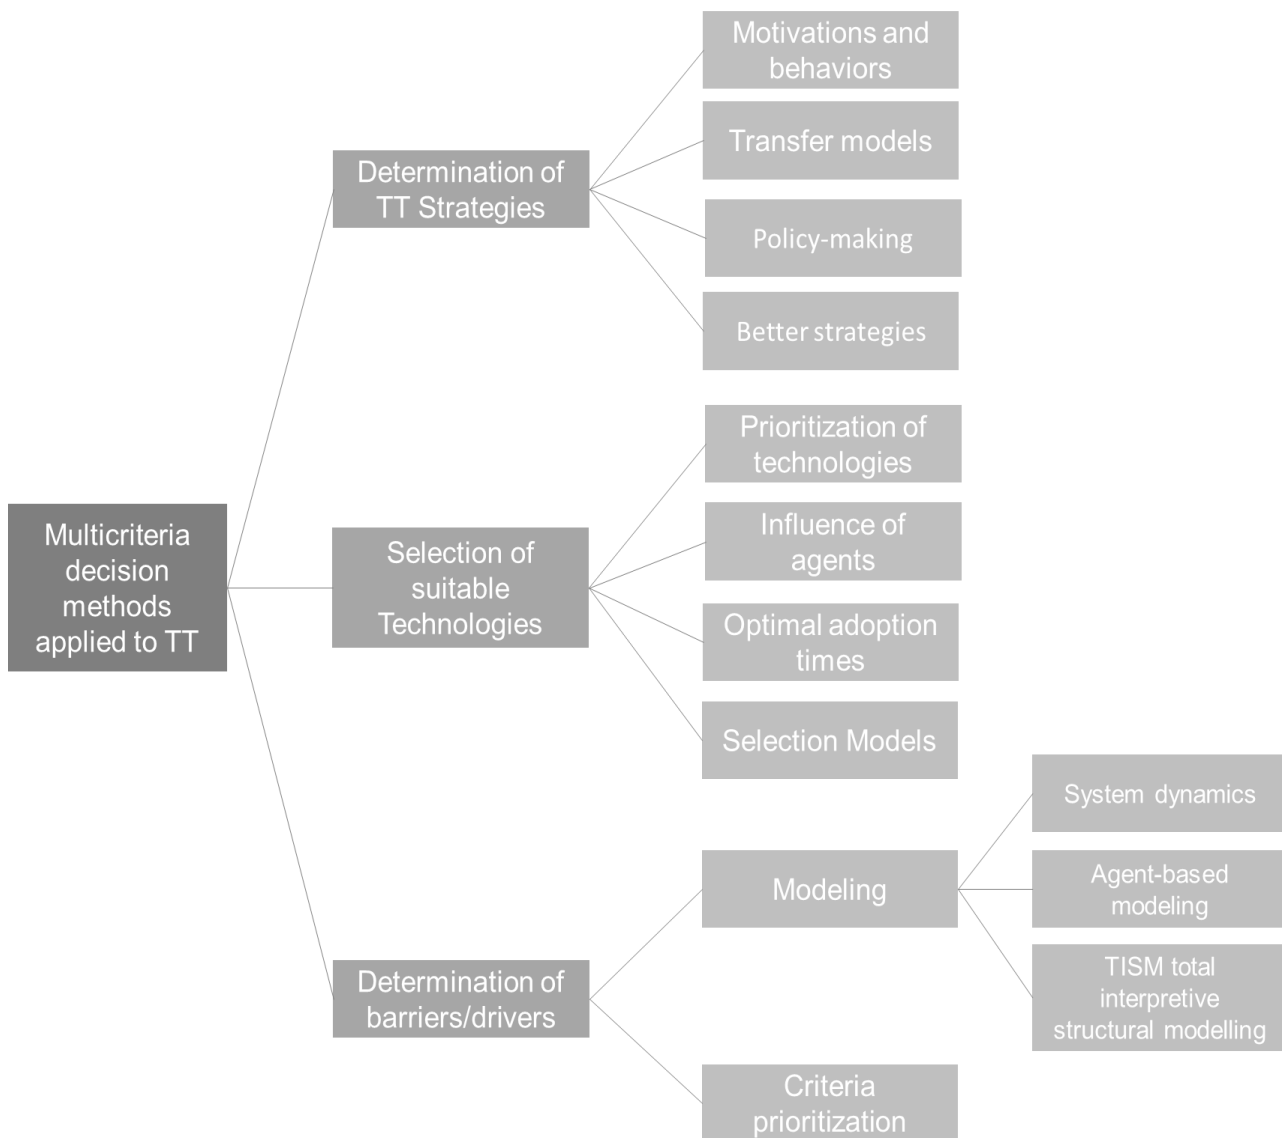 Multicriteria
decision
methods
applied to TT
Determination of
TT Strategies
Motivations and
behaviors
Transfer models
Policy-making
Better strategies
Selection of
suitable
Technologies
Prioritization of
technologies
Influence of
agents
Optimal adoption
times
Selection Models
Determination of
barriers/drivers
Modeling
System dynamics
Agent-based
modeling
TISM total
interpretive
structural modelling
Criteria
prioritization